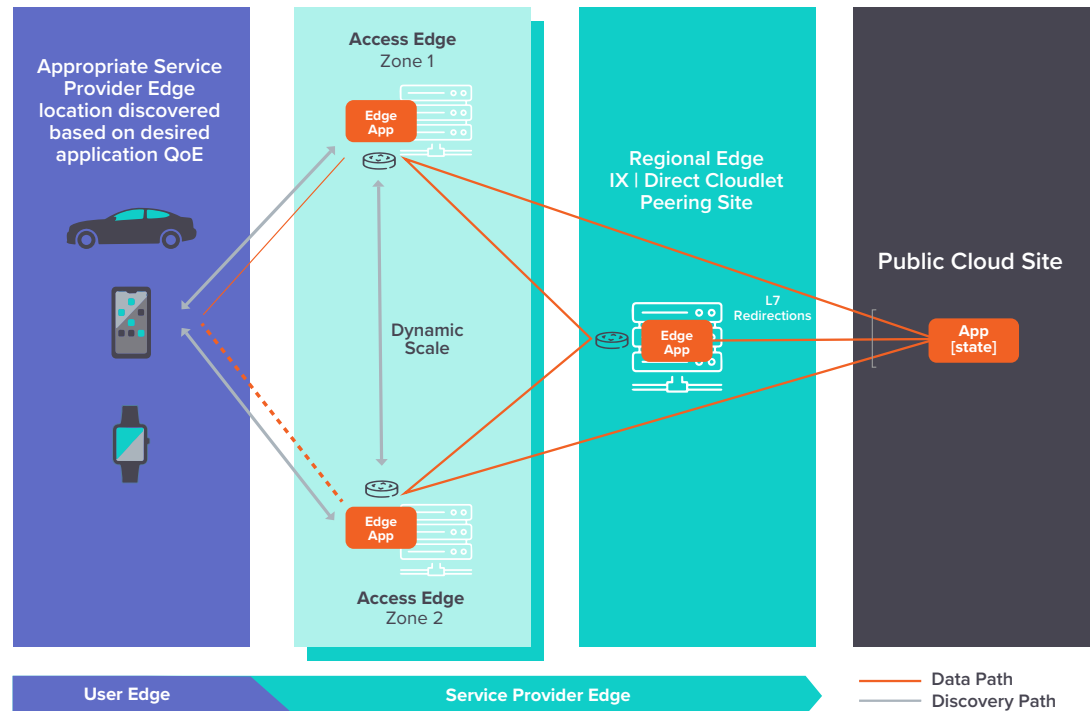 Appropriate Service
Provider Edge
location discovered
based on desired
application QoE
Access Edge
Zone 1
Edge
App
Dynamic
Scale
Edge
App
Access Edge
Zone 2
Regional Edge
IX | Direct Cloudlet
Peering Site
L7
Redirections
Edge
App
Public Cloud Site
App
[state]
User Edge
Service Provider Edge
Data Path
Discovery Path